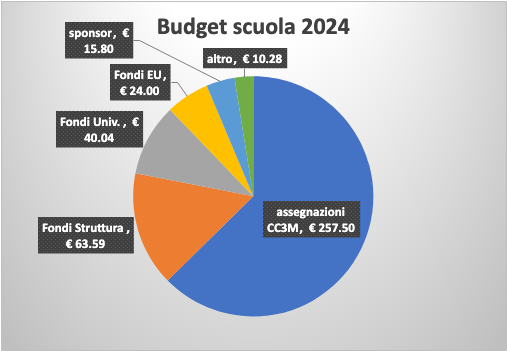 Budget scuola 2024
sponsor, €
15.80
altro, € 10.28
Fondi EU,
€ 24.00
Fondi Univ. , €
40.04
assegnazioni
CC3M, € 257.50
Fondi Struttura ,
€ 63.59